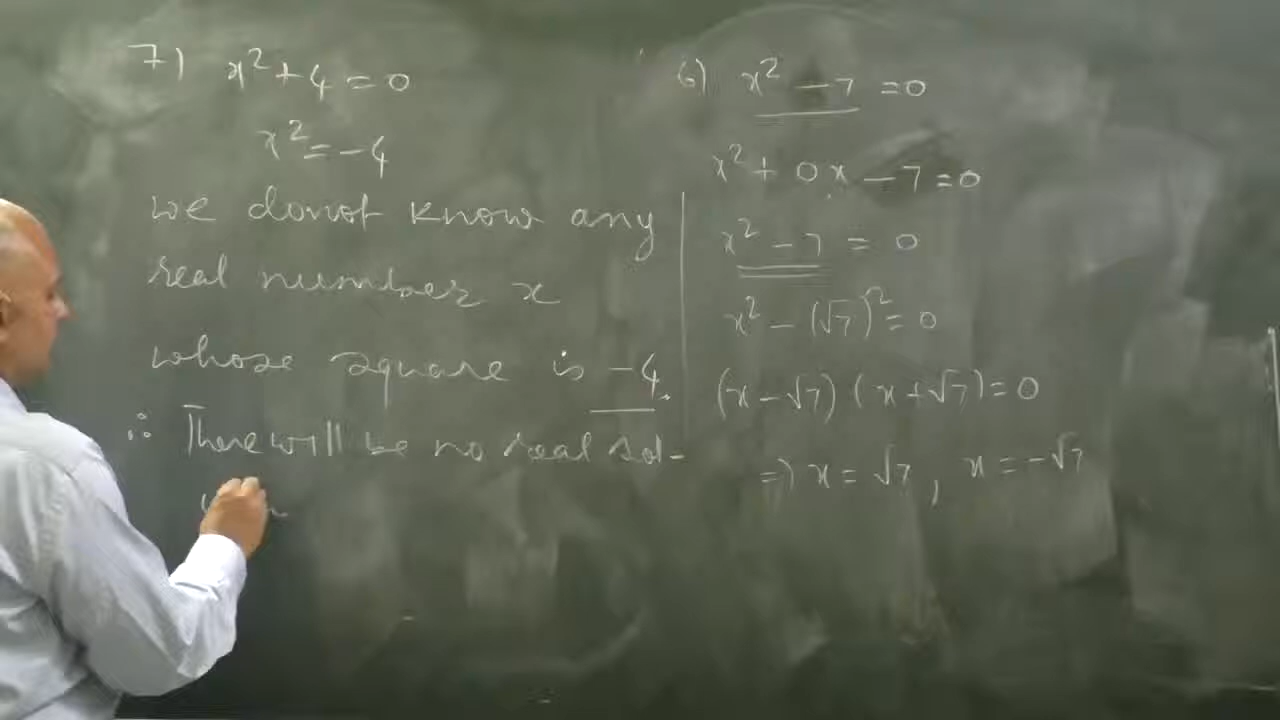 7) x² + 4 = 0
x² = -4
we donot know any
real number x
whose square is -4.
∴ There will be no real sol-
6) x² - 7 = 0
x² + 0x - 7 = 0
x² - 7 = 0
x² - (√7)² = 0
(x - √7) (x + √7) = 0
⇒ x = √7, x = -√7